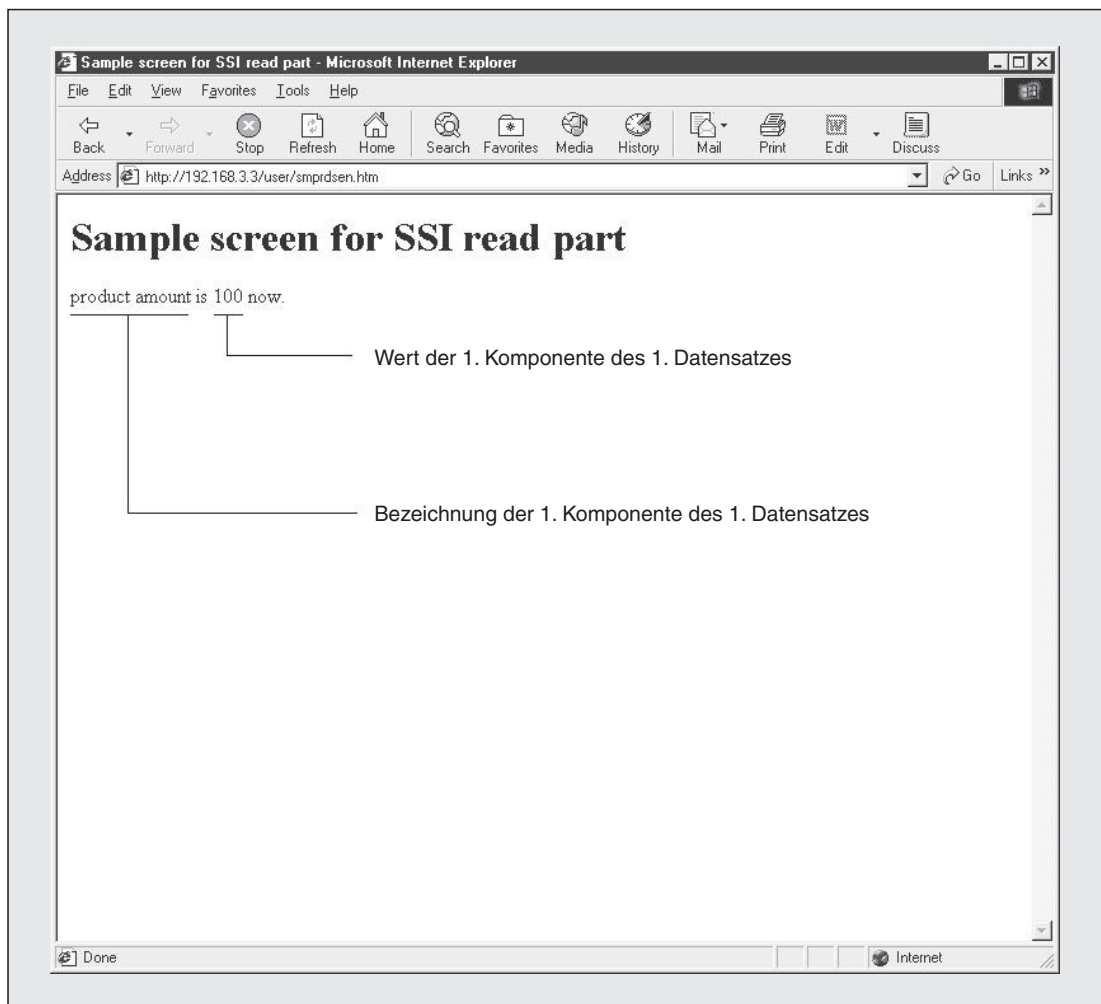 Sample screen for SSI read part - Microsoft Internet Explorer
File Edit View Favorites Tools Help
Back Forward Stop Refresh Home Search Favorites Media History Mail Print Edit Discuss
Address http://192.168.3.3/user/smprdsen.htm Go Links »
Sample screen for SSI read part
product amount is 100 now.
Wert der 1. Komponente des 1. Datensatzes
Bezeichnung der 1. Komponente des 1. Datensatzes
Done Internet